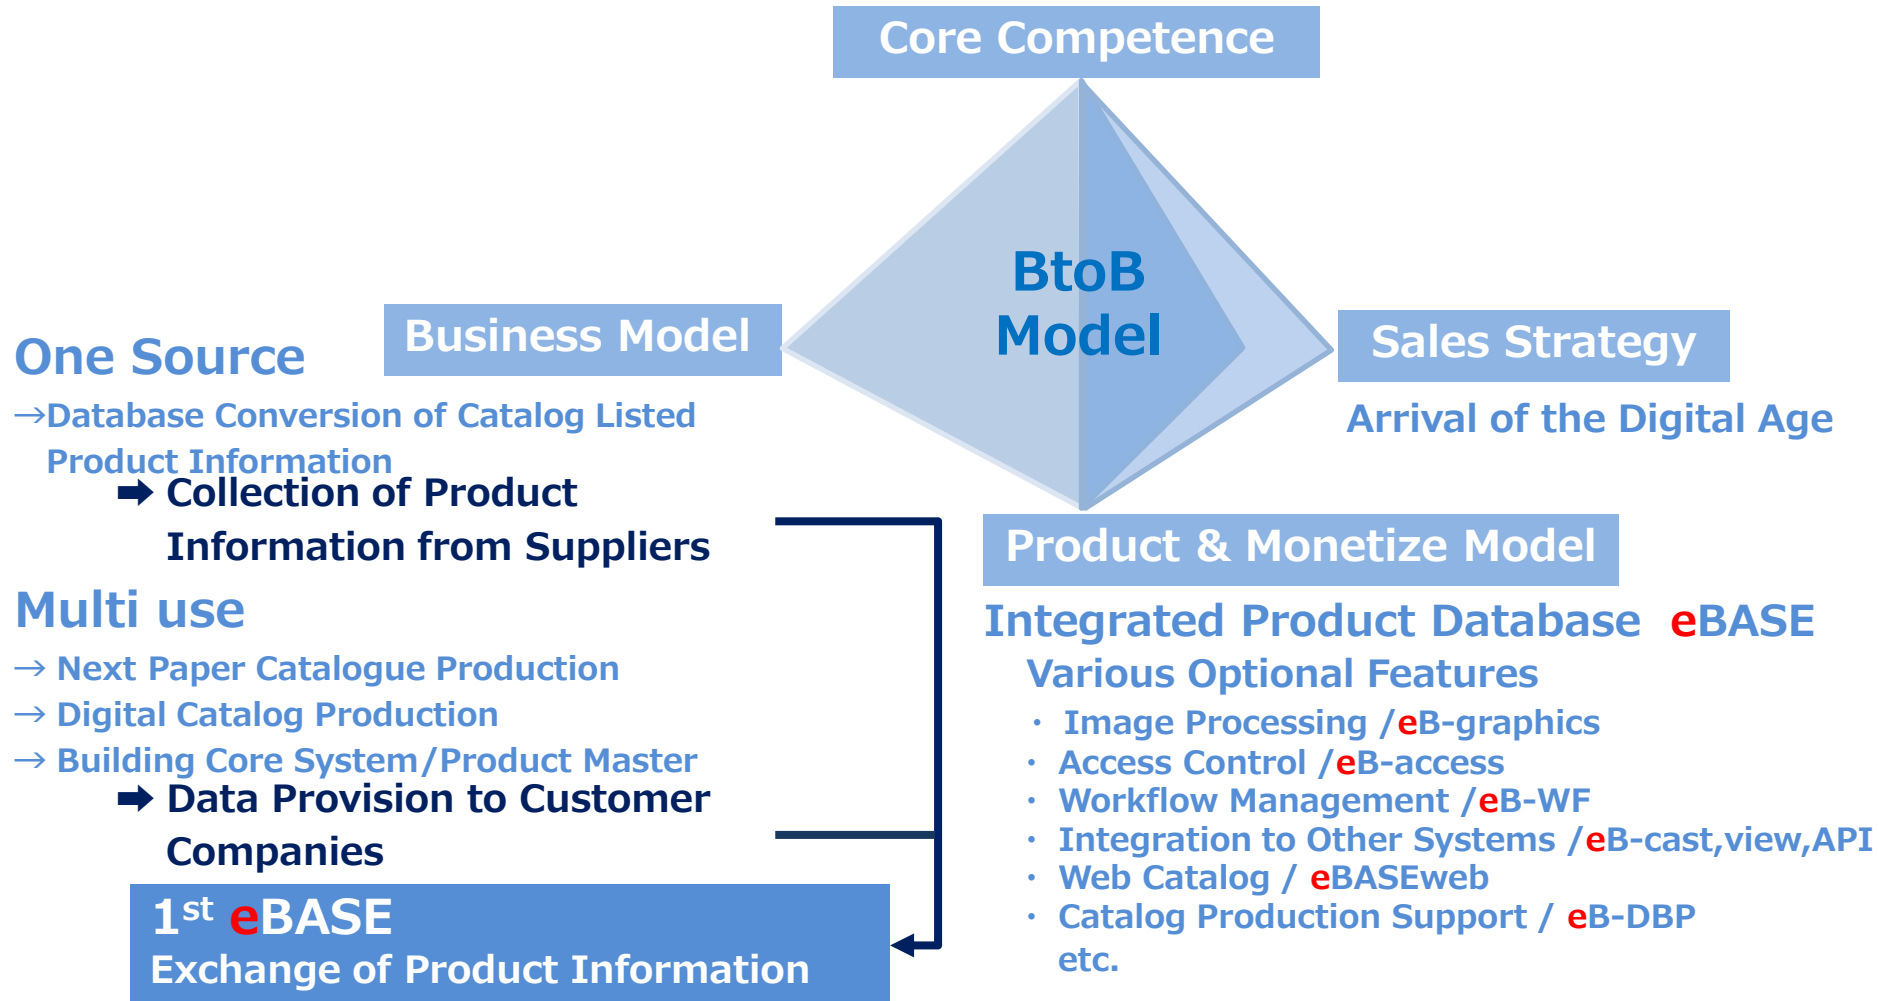 Core Competence
BtoB
Model
Business Model
One Source
→Database Conversion of Catalog Listed
Product Information
➡ Collection of Product
Information from Suppliers
Multi use
→ Next Paper Catalogue Production
→ Digital Catalog Production
→ Building Core System/Product Master
➡ Data Provision to Customer
Companies
1st eBASE
Exchange of Product Information
Sales Strategy
Arrival of the Digital Age
Product & Monetize Model
Integrated Product Database eBASE
Various Optional Features
・ Image Processing /eB-graphics
・ Access Control /eB-access
・ Workflow Management /eB-WF
・ Integration to Other Systems /eB-cast,view,API
・ Web Catalog / eBASEweb
・ Catalog Production Support / eB-DBP
etc.